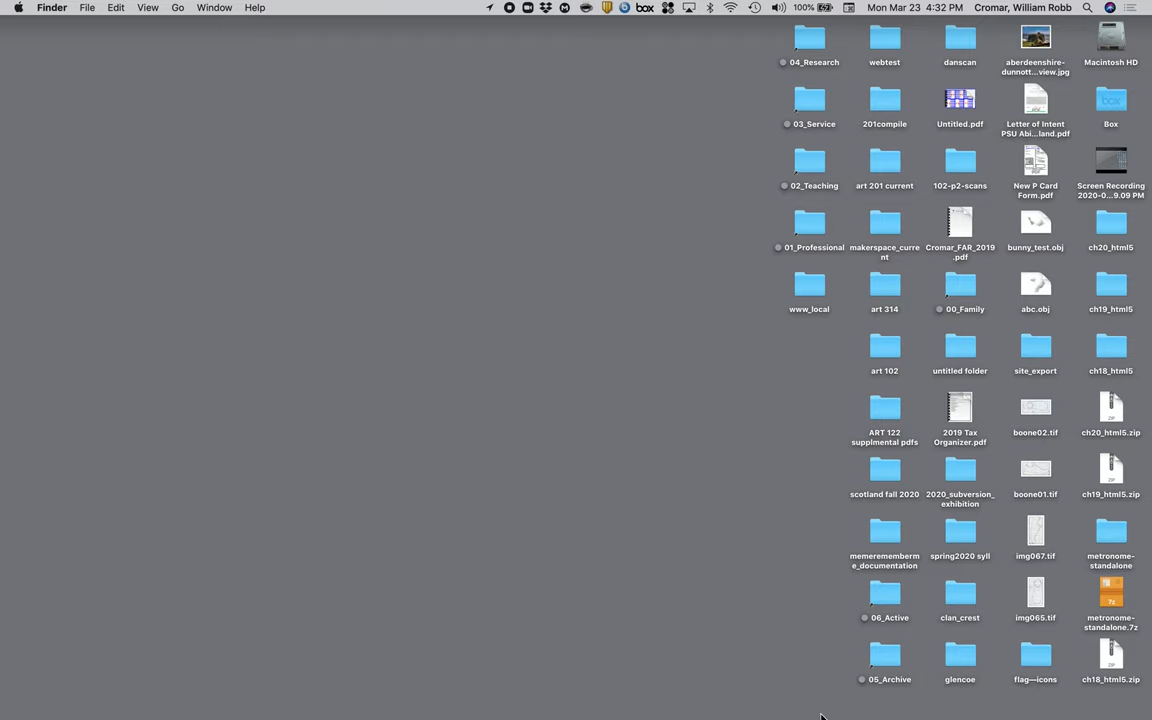 Finder File Edit View Go Window Help box 100% Mon Mar 23 4:32 PM Cromar, William Robb
04_Research
webtest
danscan
aberdeenshire-
dunnott...view.jpg
Macintosh HD
03_Service
201compile
Untitled.pdf
Letter of Intent
PSU Abi...land.pdf
box
Box
02_Teaching
art 201 current
102-p2-scans
New P Card
Form.pdf
Screen Recording
2020-0...9.09 PM
01_Professional
makerspace_curre
nt
Cromar_FAR_2019
.pdf
bunny_test.obj
ch20_html5
www_local
art 314
00_Family
abc.obj
ch19_html5
art 102
untitled folder
site_export
ch18_html5
ART 122
supplmental pdfs
2019 Tax
Organizer.pdf
boone02.tif
ZIP
ch20_html5.zip
scotland fall 2020
2020_subversion_
exhibition
boone01.tif
ZIP
ch19_html5.zip
memerememberm
e_documentation
spring2020 syll
img067.tif
metronome-
standalone
06_Active
clan_crest
img065.tif
7z
metronome-
standalone.7z
05_Archive
glencoe
flag—icons
ZIP
ch18_html5.zip